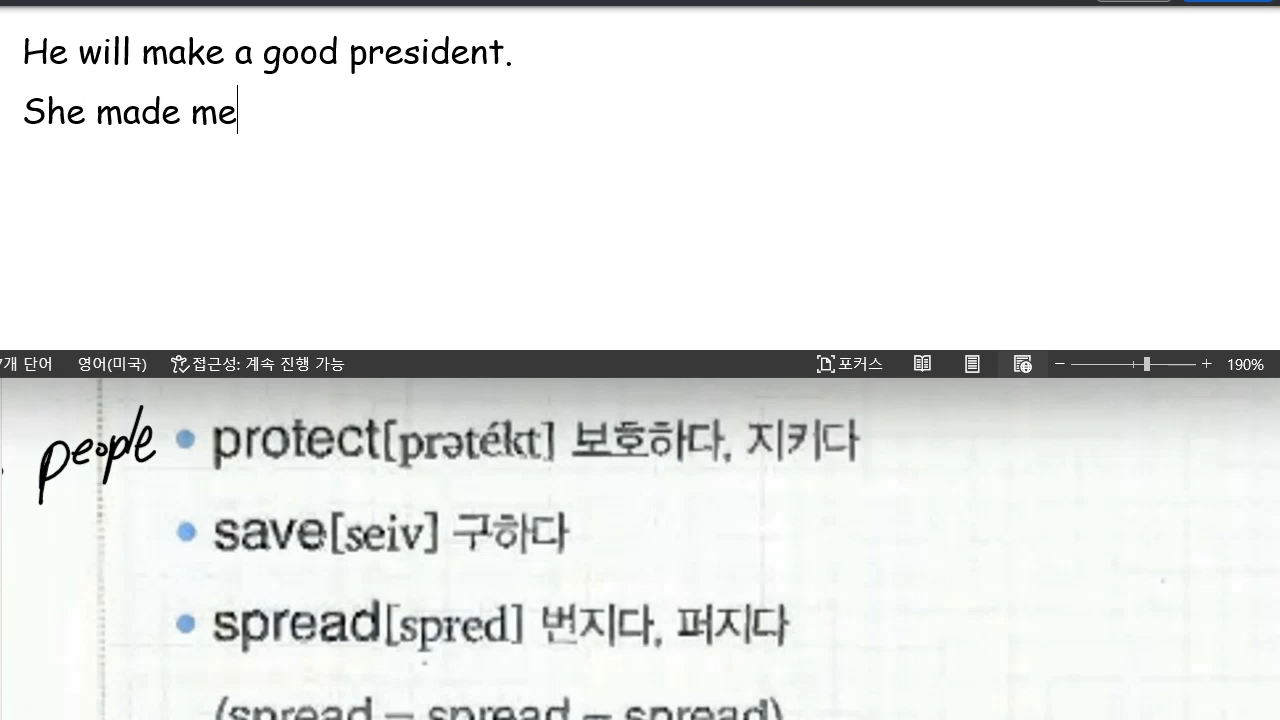 He will make a good president.
She made me
7개 단어 영어(미국) 접근성: 계속 진행 가능 포커스 190%
people protect[prətékt] 보호하다, 지키다
save[seiv] 구하다
spread[spred] 번지다, 퍼지다
(spread – spread – spread)